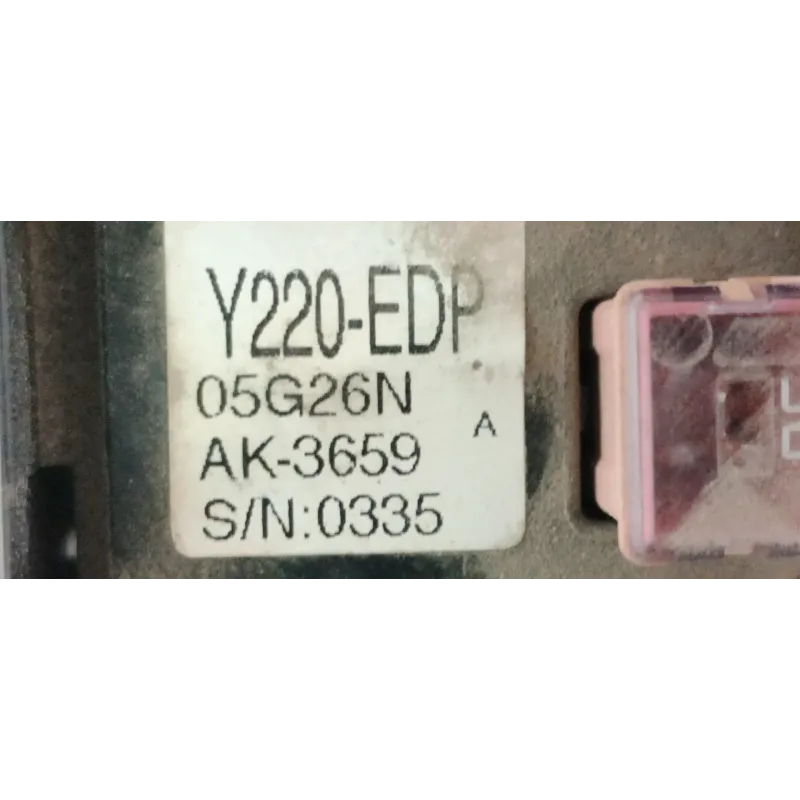 Y220-EDP
05G26N
A
AK-3659
S/N:0335